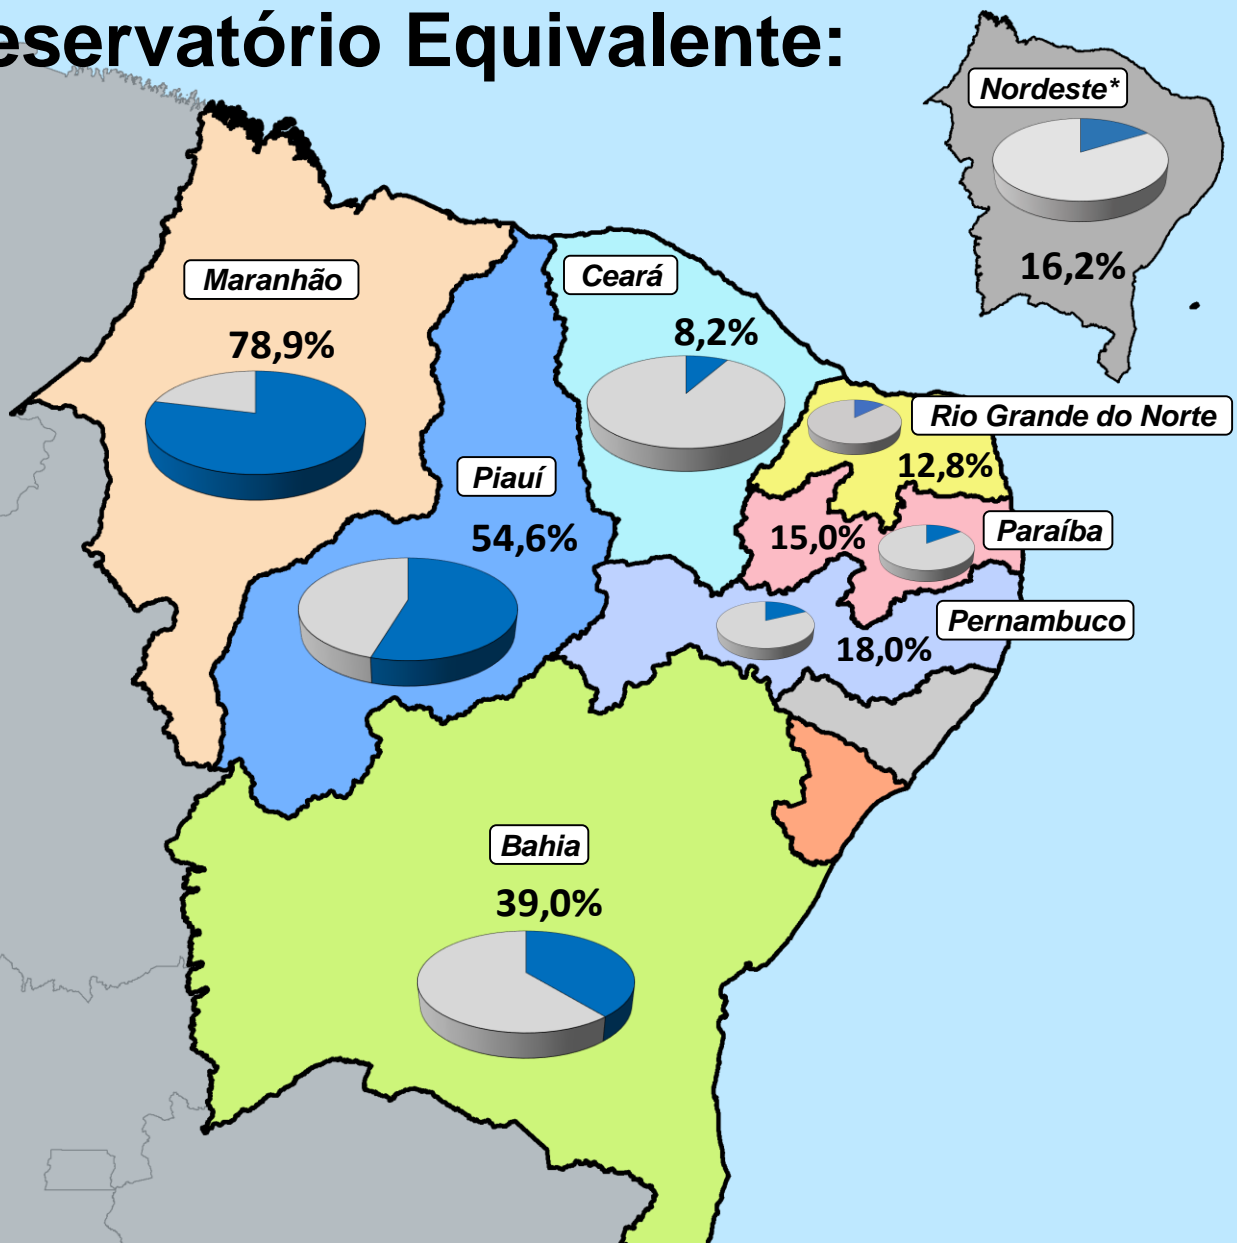 eservatório Equivalente:
Nordeste*
16,2%
Maranhão
78,9%
Ceará
8,2%
Rio Grande do Norte
12,8%
Piauí
54,6%
15,0%
Paraíba
Pernambuco
18,0%
Bahia
39,0%